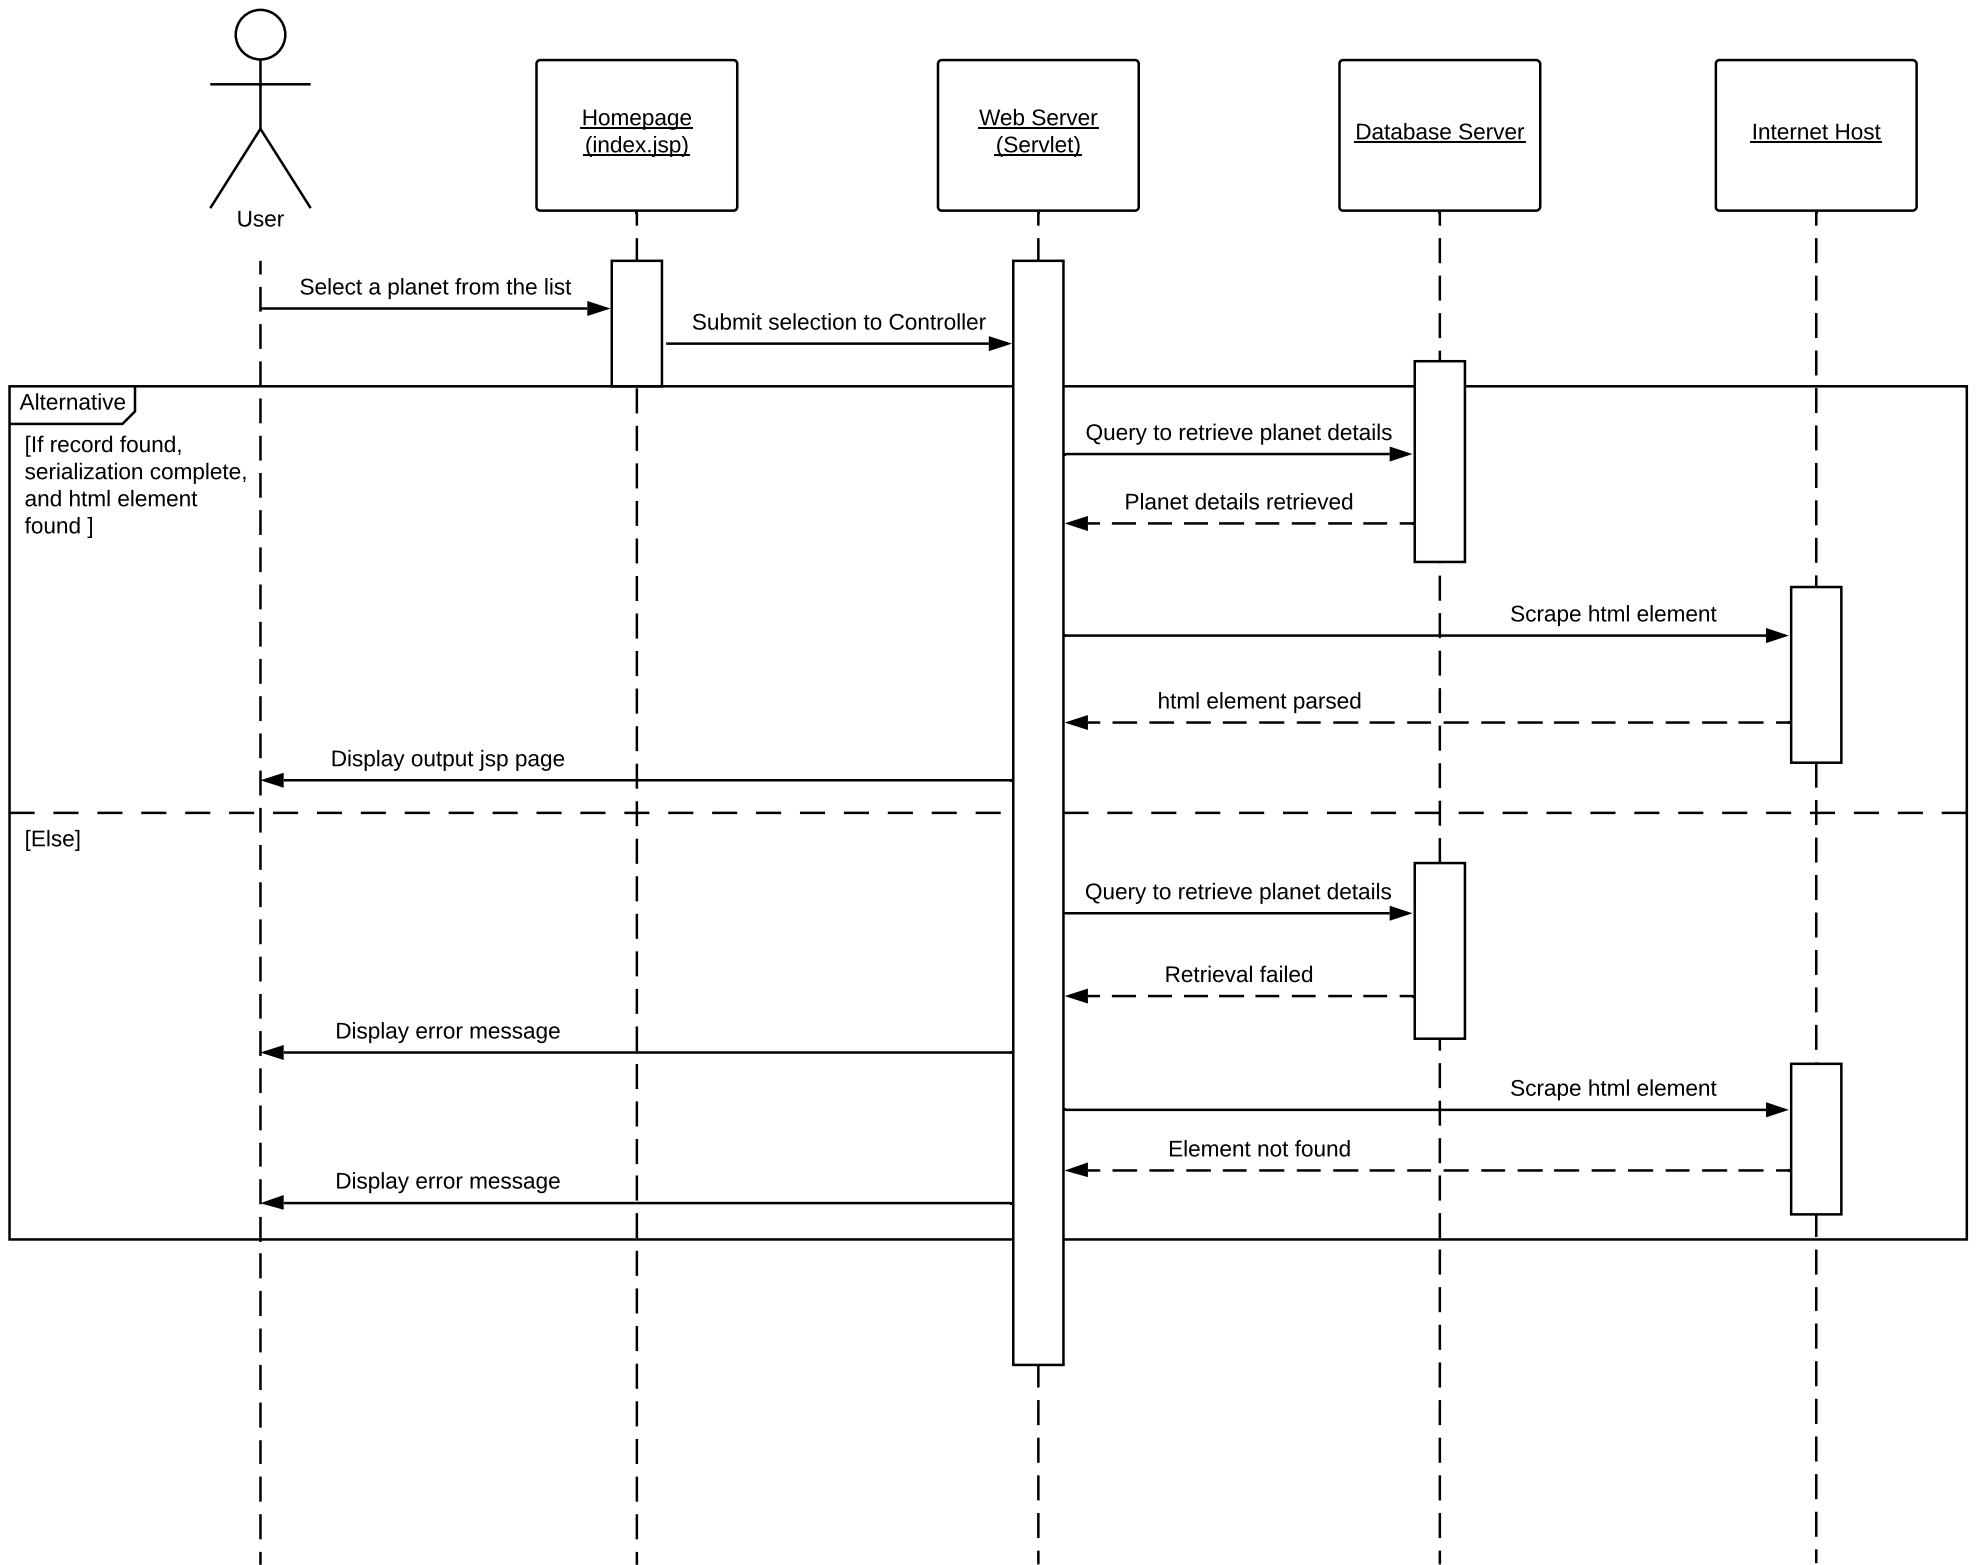 User
Homepage
(index.jsp)
Web Server
(Servlet)
Database Server
Internet Host
Select a planet from the list
Submit selection to Controller
Alternative
[If record found,
serialization complete,
and html element
found ]
Query to retrieve planet details
Planet details retrieved
Scrape html element
html element parsed
Display output jsp page
[Else]
Query to retrieve planet details
Retrieval failed
Display error message
Scrape html element
Element not found
Display error message